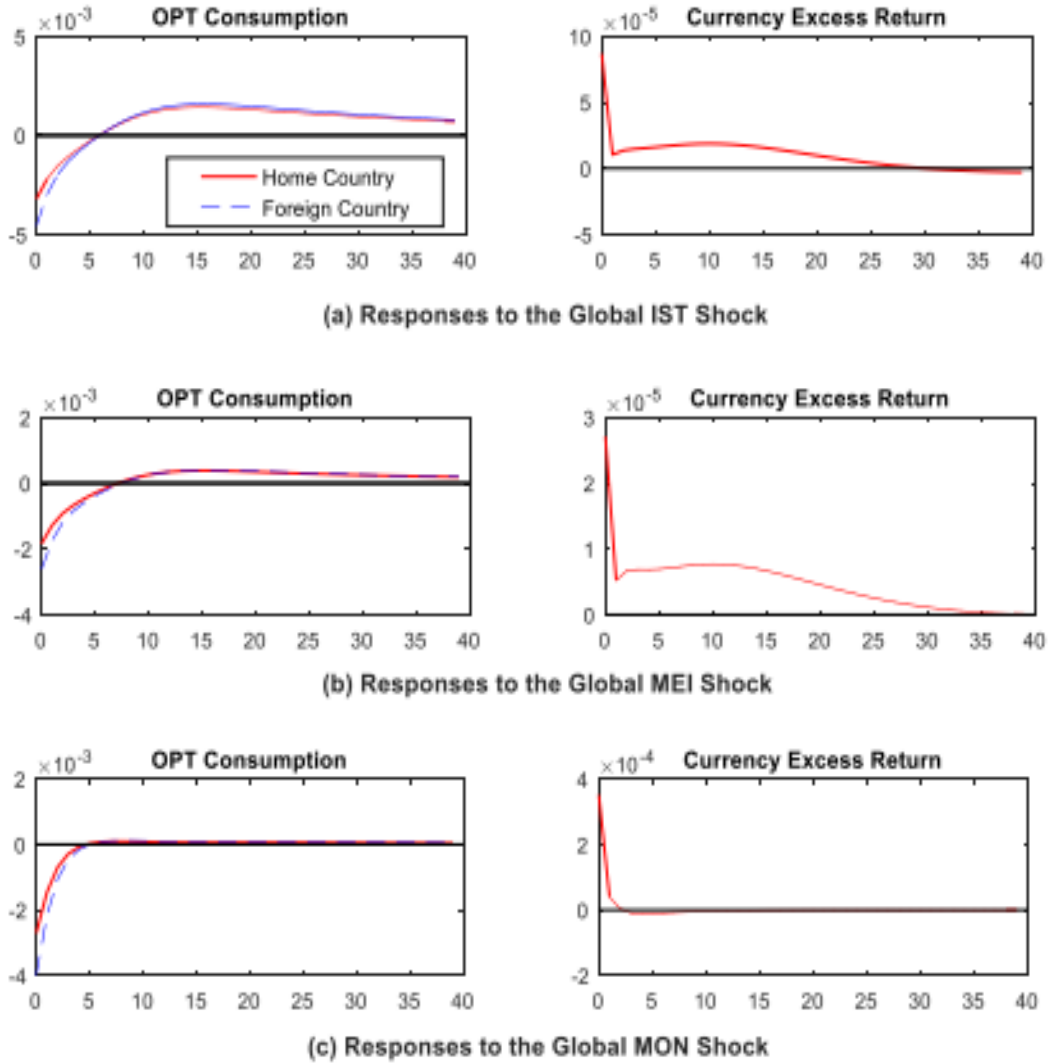 OPT Consumption
×10⁻³
5
0
-5
Home Country
Foreign Country
0 5 10 15 20 25 30 35 40
Currency Excess Return
×10⁻⁵
10
5
0
-5
0 5 10 15 20 25 30 35 40
(a) Responses to the Global IST Shock
OPT Consumption
×10⁻³
2
0
-2
-4
0 5 10 15 20 25 30 35 40
Currency Excess Return
×10⁻⁵
3
2
1
0
0 5 10 15 20 25 30 35 40
(b) Responses to the Global MEI Shock
OPT Consumption
×10⁻³
2
0
-2
-4
0 5 10 15 20 25 30 35 40
Currency Excess Return
×10⁻⁴
4
2
0
-2
0 5 10 15 20 25 30 35 40
(c) Responses to the Global MON Shock